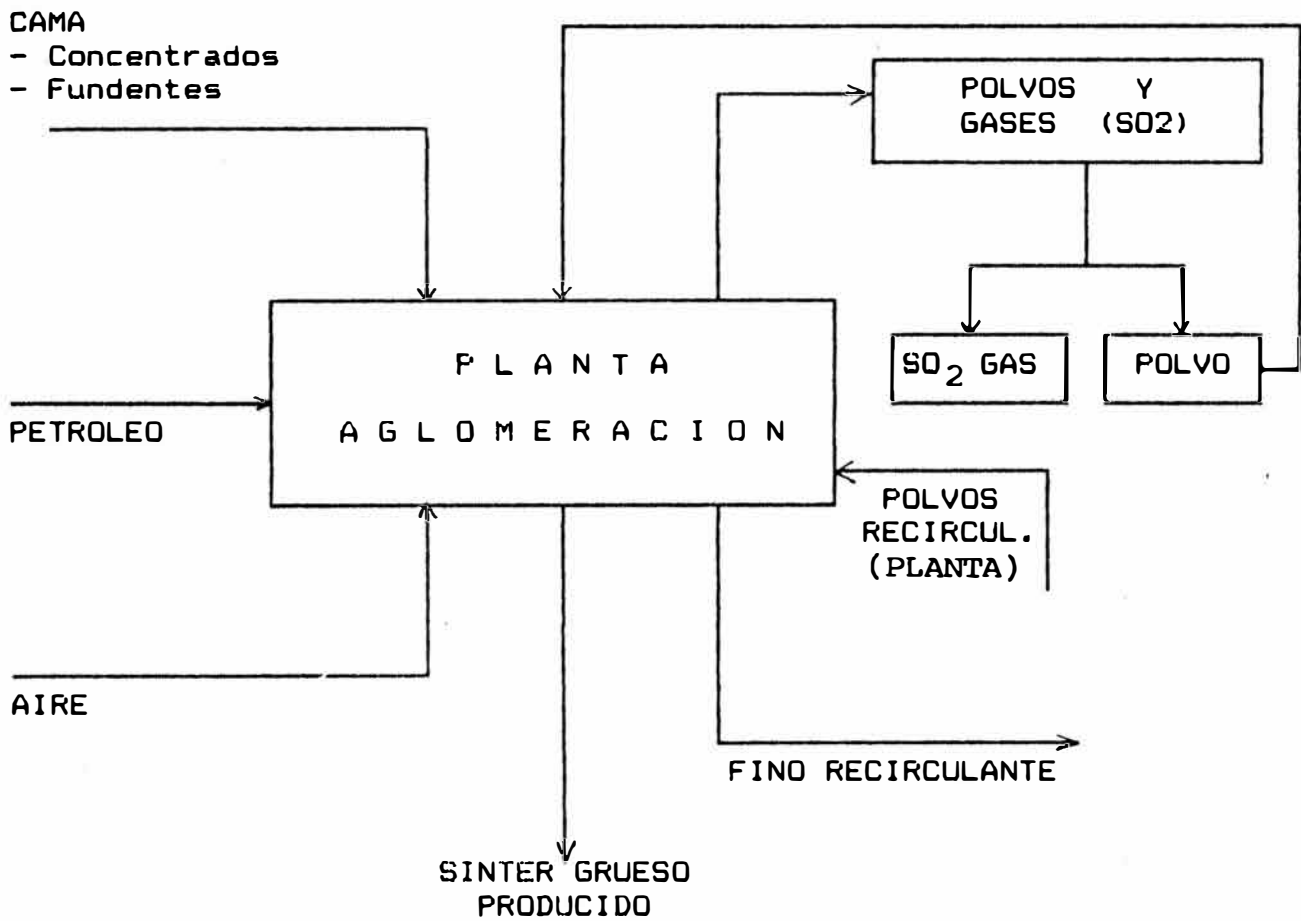 CAMA
- Concentrados
- Fundentes
POLVOS Y
GASES (SO2)
PLANTA
AGLOMERACION
SO2 GAS
POLVO
PETROLEO
POLVOS
RECIRCUL.
(PLANTA)
AIRE
FINO RECIRCULANTE
SINTER GRUESO
PRODUCIDO